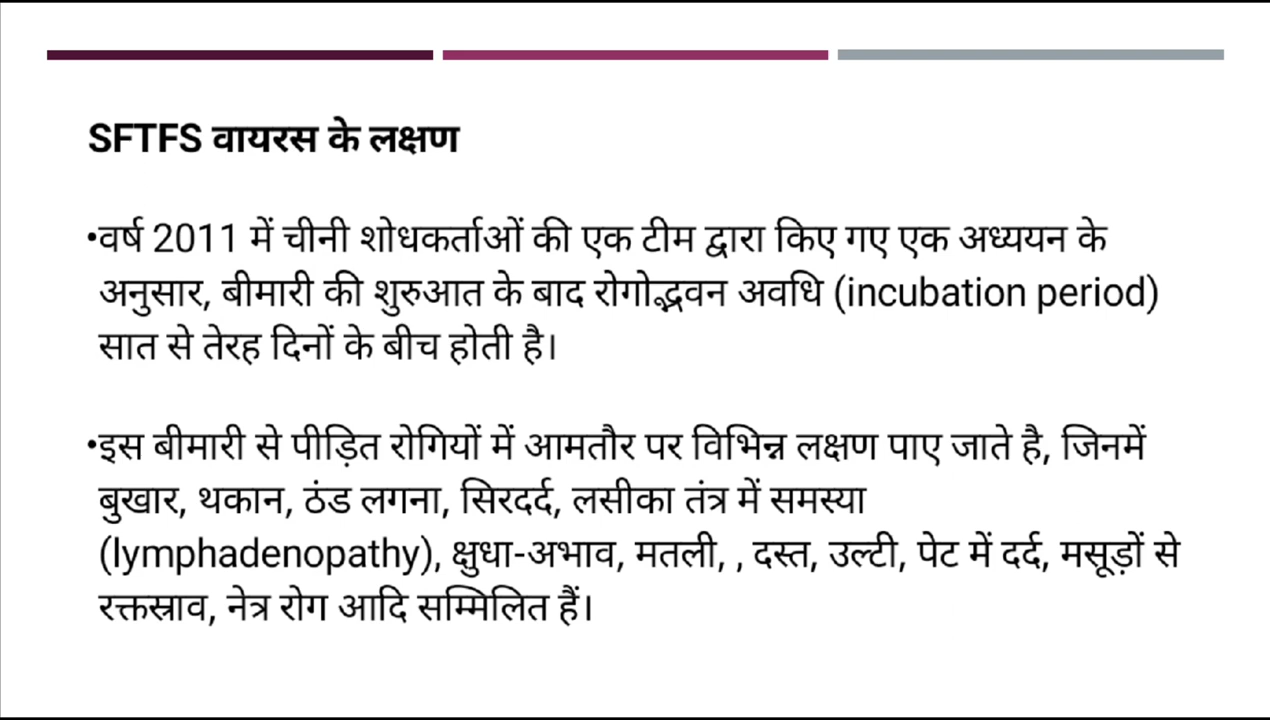 SFTFS वायरस के लक्षण
•वर्ष 2011 में चीनी शोधकर्ताओं की एक टीम द्वारा किए गए एक अध्ययन के
अनुसार, बीमारी की शुरुआत के बाद रोगोद्भवन अवधि (incubation period)
सात से तेरह दिनों के बीच होती है।
•इस बीमारी से पीड़ित रोगियों में आमतौर पर विभिन्न लक्षण पाए जाते है, जिनमें
बुखार, थकान, ठंड लगना, सिरदर्द, लसीका तंत्र में समस्या
(lymphadenopathy), क्षुधा-अभाव, मतली, , दस्त, उल्टी, पेट में दर्द, मसूड़ों से
रक्तस्राव, नेत्र रोग आदि सम्मिलित हैं।